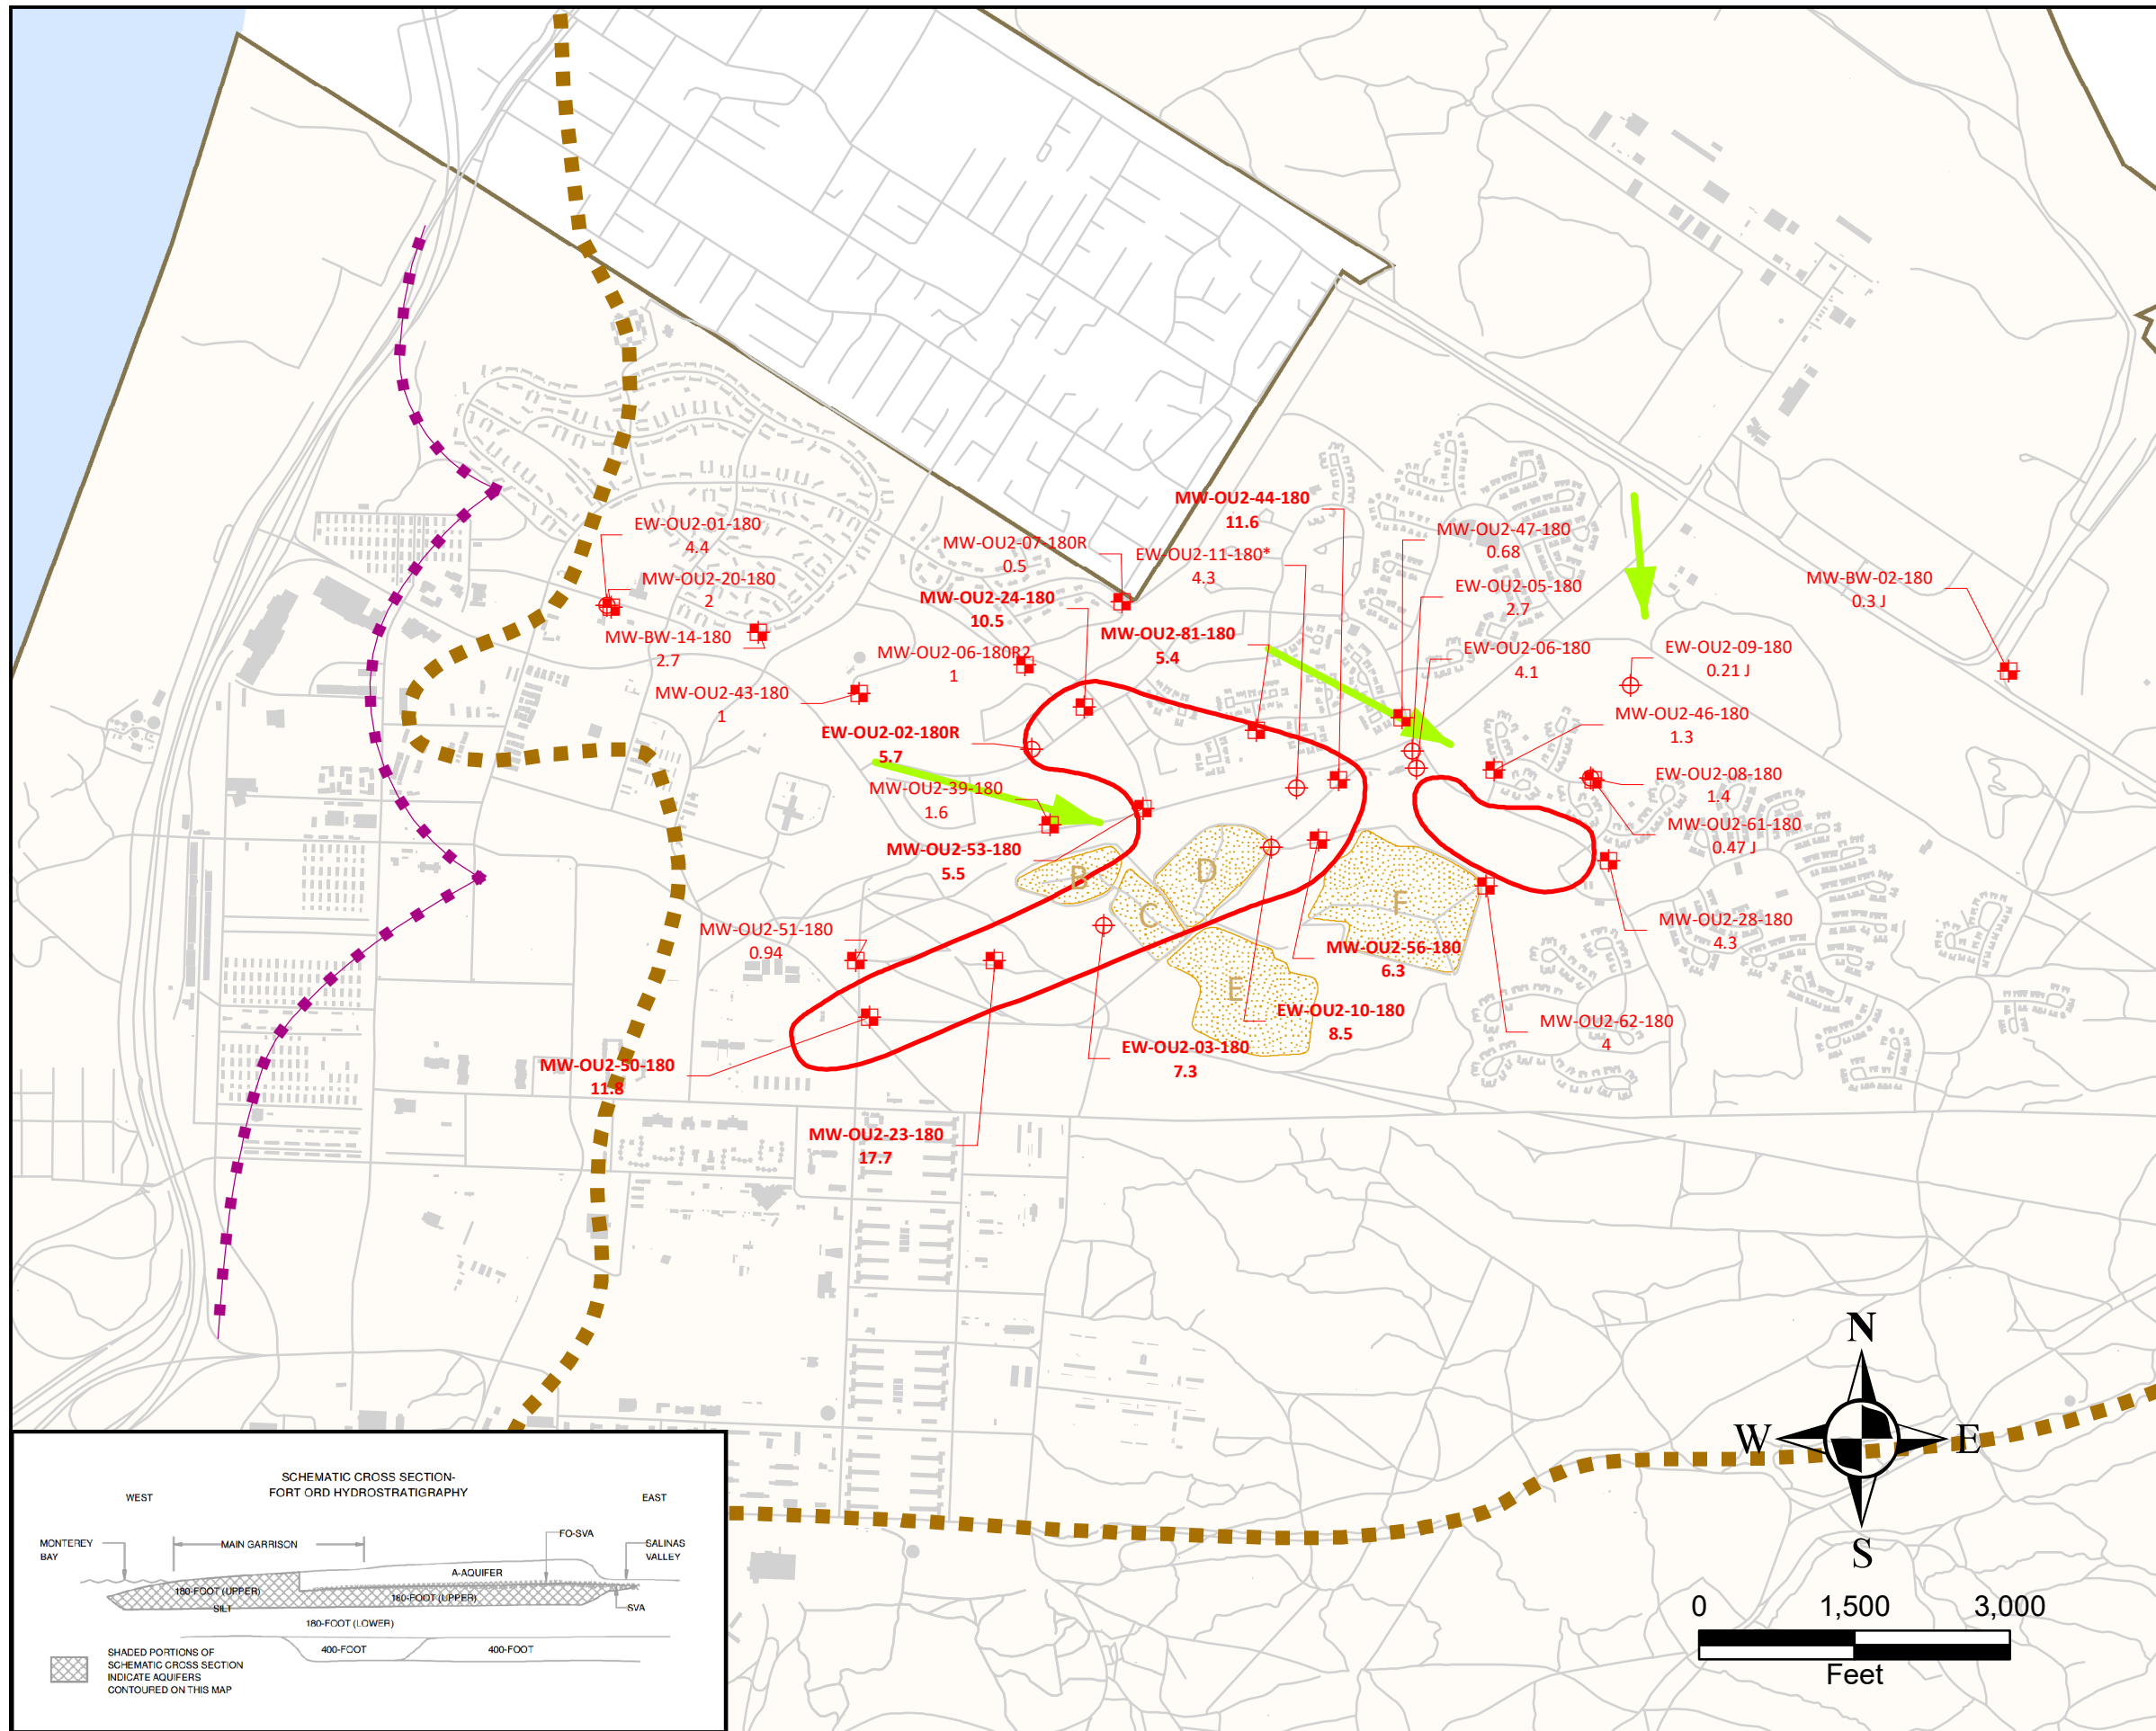 MW-OU2-44-180
11.6
EW-OU2-01-180
4.4
MW-OU2-07-180R
0.5
EW-OU2-11-180*
4.3
MW-OU2-47-180
0.68
MW-OU2-20-180
2
MW-OU2-24-180
10.5
EW-OU2-05-180
2.7
MW-BW-02-180
0.3 J
MW-BW-14-180
2.7
MW-OU2-06-180R2
1
MW-OU2-81-180
5.4
EW-OU2-06-180
4.1
EW-OU2-09-180
0.21 J
MW-OU2-43-180
1
EW-OU2-02-180R
5.7
MW-OU2-46-180
1.3
MW-OU2-39-180
1.6
EW-OU2-08-180
1.4
MW-OU2-53-180
5.5
MW-OU2-61-180
0.47 J
B
D
C
F
E
MW-OU2-51-180
0.94
MW-OU2-56-180
6.3
MW-OU2-28-180
4.3
EW-OU2-10-180
8.5
MW-OU2-62-180
4
MW-OU2-50-180
11.8
EW-OU2-03-180
7.3
MW-OU2-23-180
17.7
N
W
E
S
0 1,500 3,000
Feet
SCHEMATIC CROSS SECTION-
FORT ORD HYDROSTRATIGRAPHY
WEST
EAST
MONTEREY
BAY
MAIN GARRISON
FO-SVA
SALINAS
VALLEY
A-AQUIFER
180-FOOT (UPPER)
180-FOOT (UPPER)
SILT
SVA
180-FOOT (LOWER)
400-FOOT
400-FOOT
SHADED PORTIONS OF
SCHEMATIC CROSS SECTION
INDICATE AQUIFERS
CONTOURED ON THIS MAP